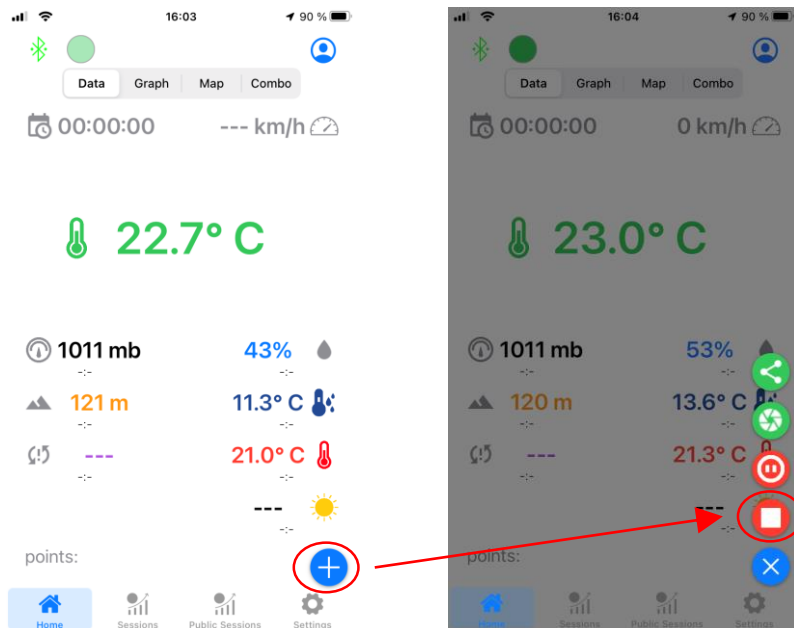 16:03
90 %
Data Graph Map Combo
00:00:00 --- km/h
22.7° C
1011 mb 43%
-:- -:-
121 m 11.3° C
-:- -:-
--- 21.0° C
-:- -:-
---
-:-
points:
Home Sessions Public Sessions Settings
16:04
90 %
Data Graph Map Combo
00:00:00 0 km/h
23.0° C
1011 mb 53%
-:- -:-
120 m 13.6° C
-:- -:-
--- 21.3° C
-:- -:-
---
-:-
points:
Home Sessions Public Sessions Settings